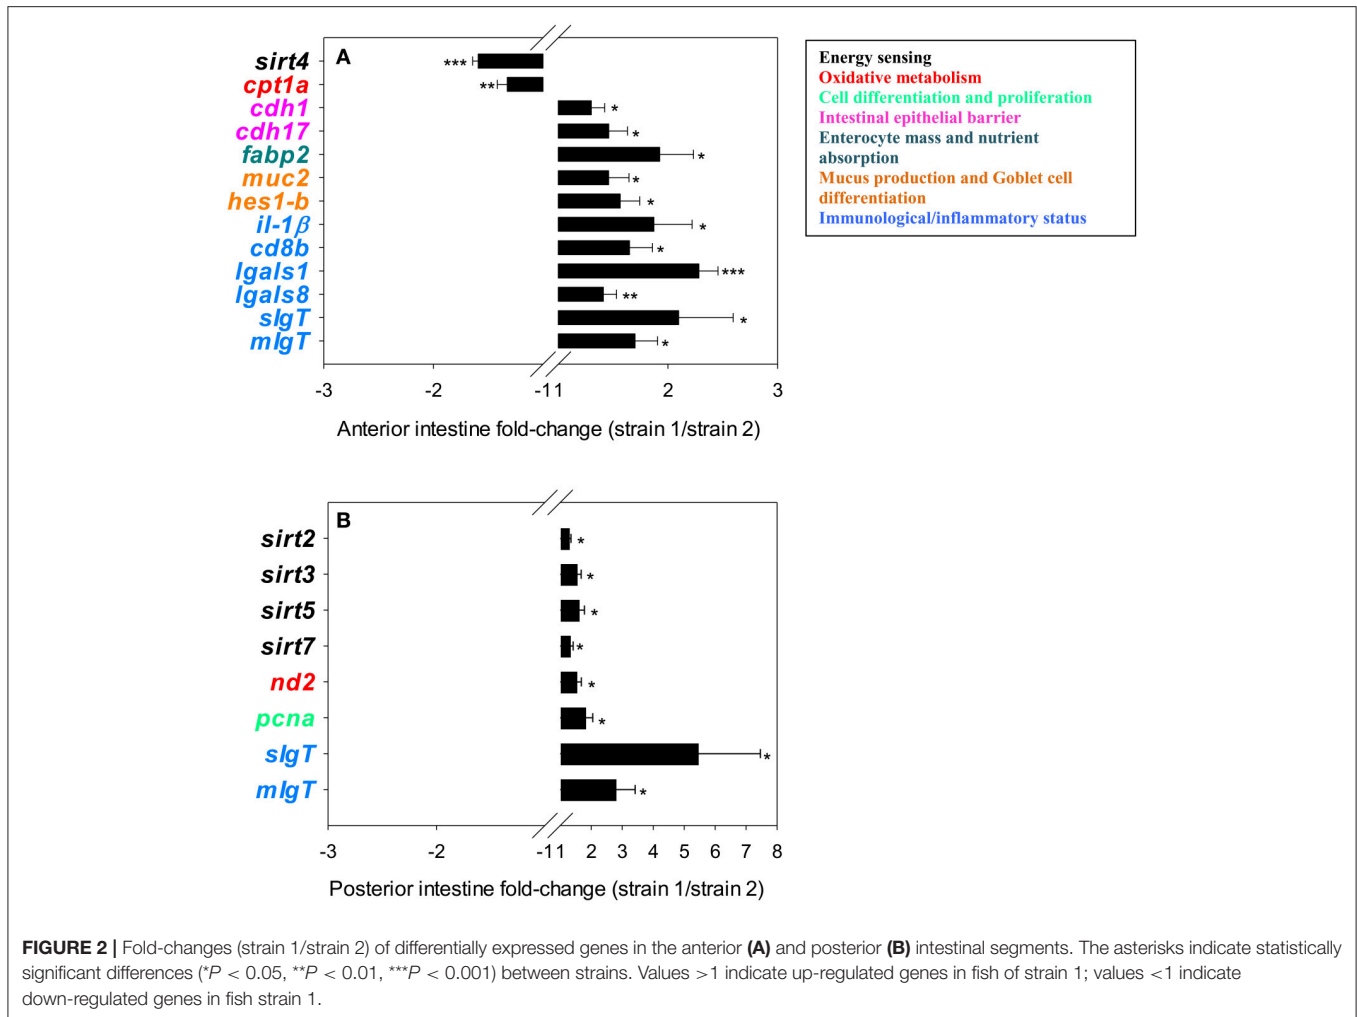 A
sirt4
***
cpt1a
**
cdh1
*
cdh17
*
fabp2
*
muc2
*
hes1-b
*
il-1β
*
cd8b
*
lgals1
***
lgals8
**
sIgT
*
mIgT
*
-3 -2 -1 1 2 3
Anterior intestine fold-change (strain 1/strain 2)
Energy sensing
Oxidative metabolism
Cell differentiation and proliferation
Intestinal epithelial barrier
Enterocyte mass and nutrient
absorption
Mucus production and Goblet cell
differentiation
Immunological/inflammatory status
B
sirt2
*
sirt3
*
sirt5
*
sirt7
*
nd2
*
pcna
*
sIgT
*
mIgT
*
-3 -2 -1 1 2 3 4 5 6 7 8
Posterior intestine fold-change (strain 1/strain 2)
FIGURE 2 | Fold-changes (strain 1/strain 2) of differentially expressed genes in the anterior (A) and posterior (B) intestinal segments. The asterisks indicate statistically
significant differences (*P < 0.05, **P < 0.01, ***P < 0.001) between strains. Values >1 indicate up-regulated genes in fish of strain 1; values <1 indicate
down-regulated genes in fish strain 1.